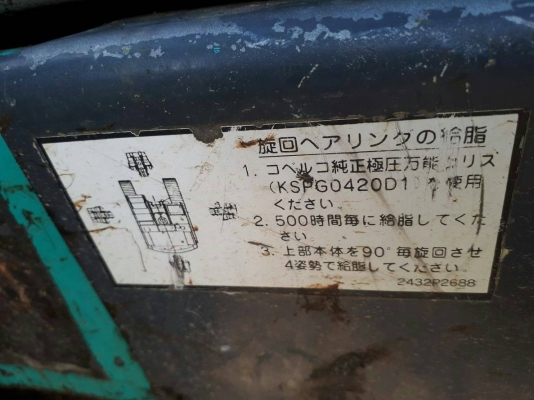 旋回ベアリングの給脂
1. コベルコ純正極圧万能 リス
(KSPG0420D1) 使用
ください
2. 500時間毎に給脂してくだ
さい
3. 上部本体を90°毎旋回させ
4姿勢で給脂してください
2432P2688